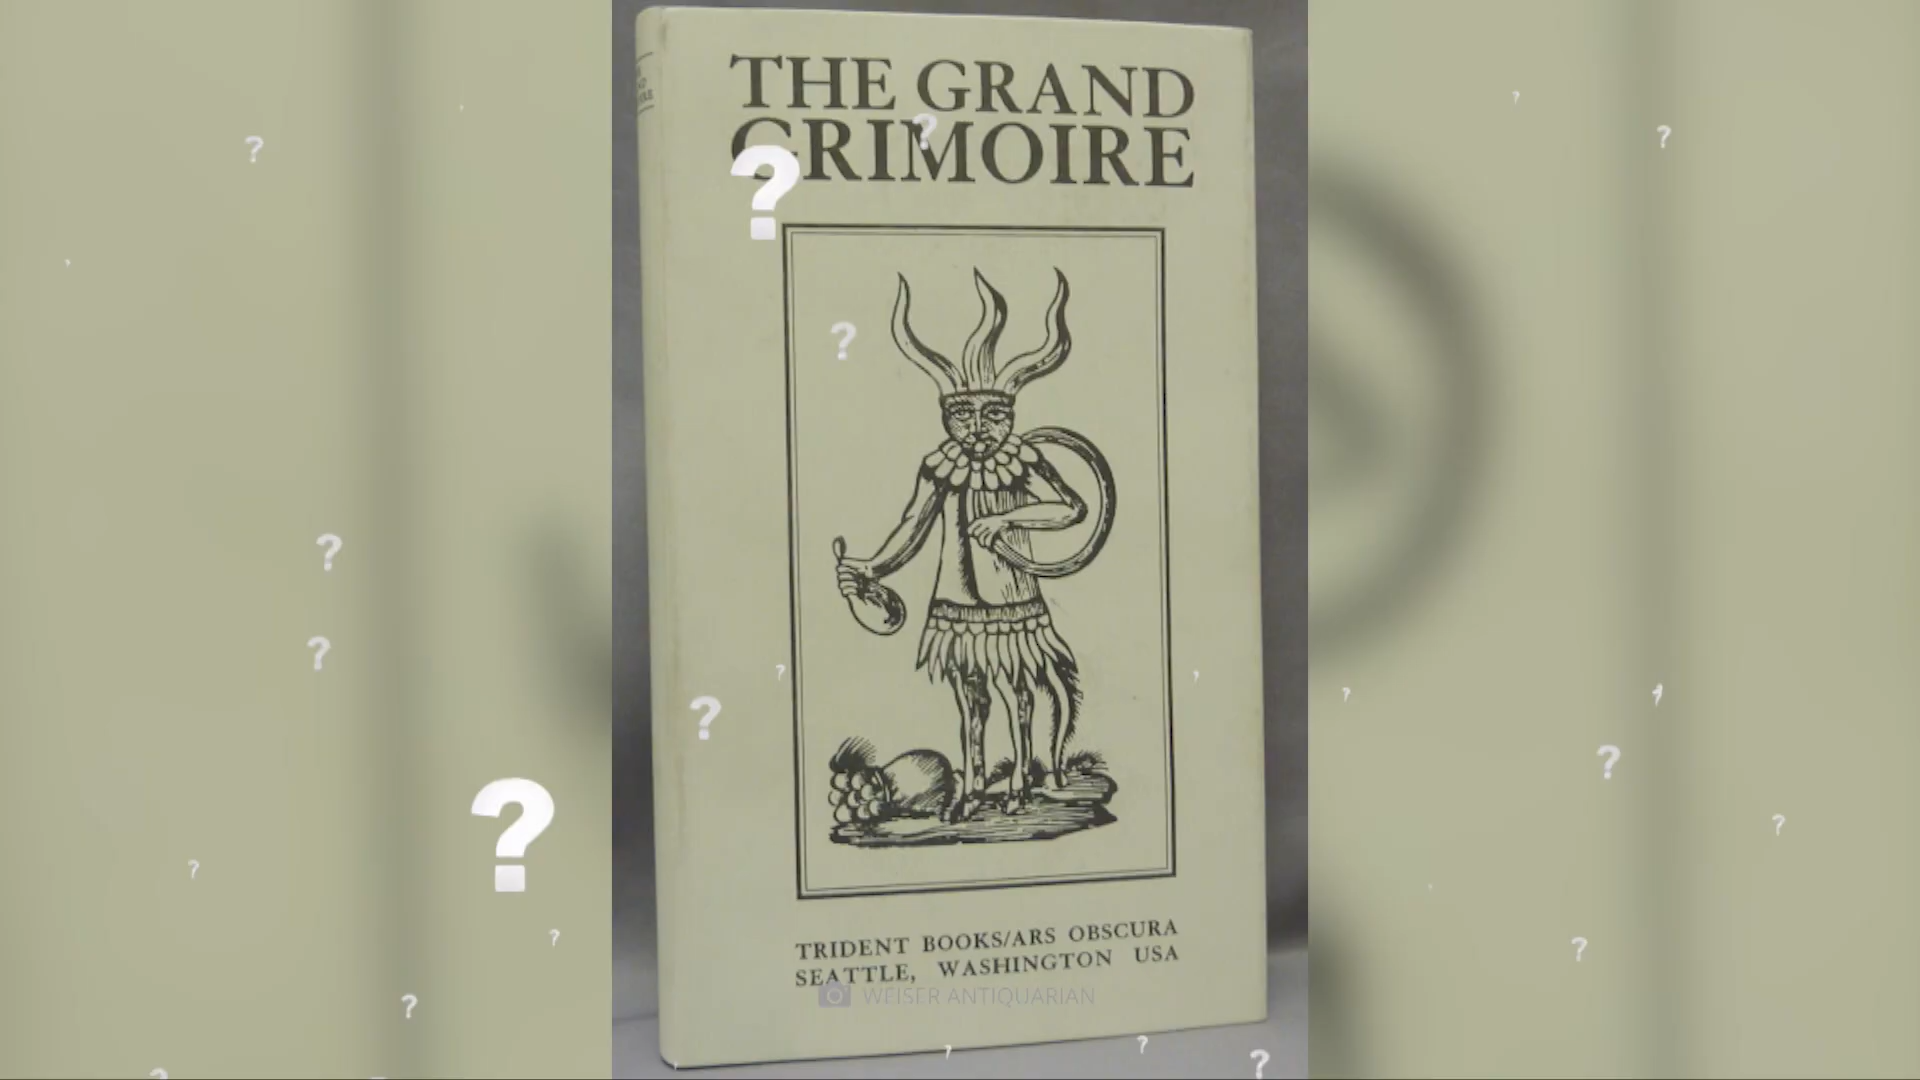 THE GRAND
GRIMOIRE
TRIDENT BOOKS/ARS OBSCURA
SEATTLE, WASHINGTON USA
WEISER ANTIQUARIAN